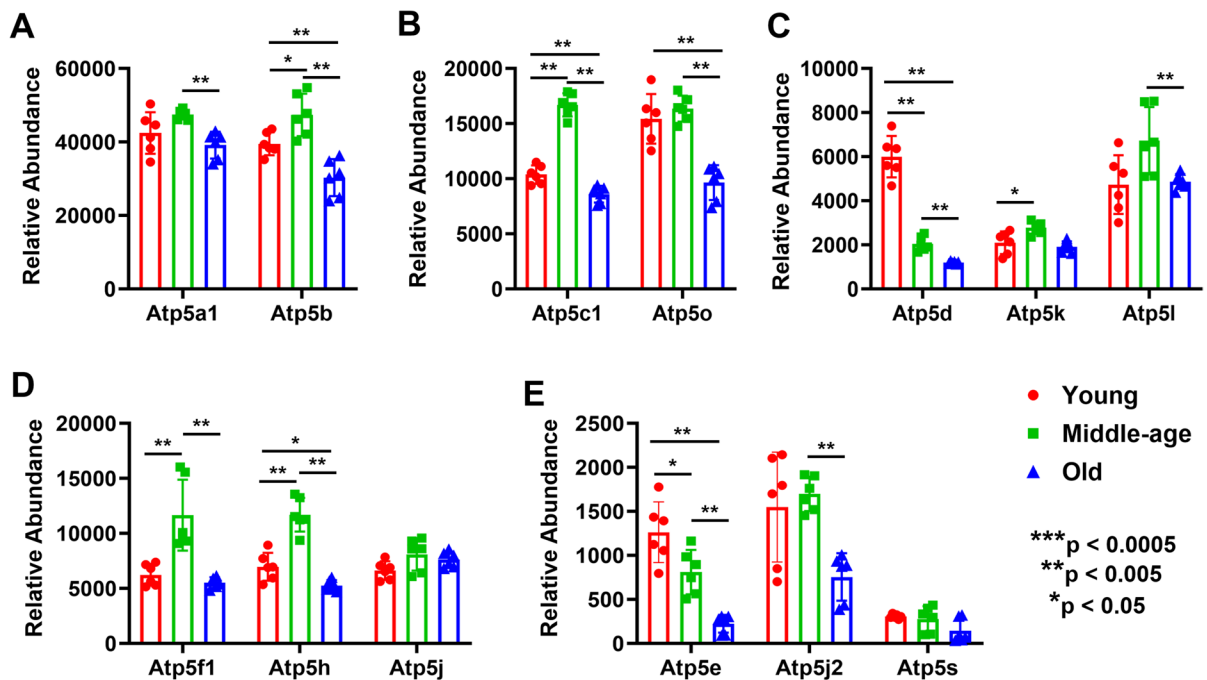 A
Relative Abundance
60000
40000
20000
0
**
**
*
**
Atp5a1
Atp5b
B
Relative Abundance
20000
15000
10000
5000
0
**
**
**
**
**
Atp5c1
Atp5o
C
Relative Abundance
10000
8000
6000
4000
2000
0
**
**
**
*
**
Atp5d
Atp5k
Atp5l
D
Relative Abundance
20000
15000
10000
5000
0
**
**
*
**
**
Atp5f1
Atp5h
Atp5j
E
Relative Abundance
2500
2000
1500
1000
500
0
**
*
**
**
Atp5e
Atp5j2
Atp5s
Young
Middle-age
Old
***p < 0.0005
**p < 0.005
*p < 0.05